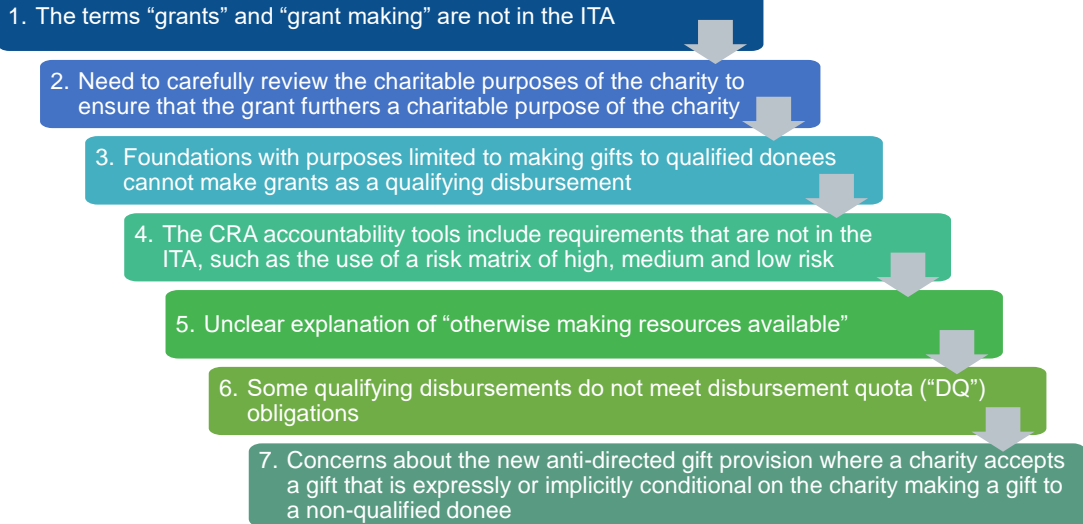 1. The terms “grants” and “grant making” are not in the ITA
2. Need to carefully review the charitable purposes of the charity to
ensure that the grant furthers a charitable purpose of the charity
3. Foundations with purposes limited to making gifts to qualified donees
cannot make grants as a qualifying disbursement
4. The CRA accountability tools include requirements that are not in the
ITA, such as the use of a risk matrix of high, medium and low risk
5. Unclear explanation of “otherwise making resources available”
6. Some qualifying disbursements do not meet disbursement quota (“DQ”)
obligations
7. Concerns about the new anti-directed gift provision where a charity accepts
a gift that is expressly or implicitly conditional on the charity making a gift to
a non-qualified donee